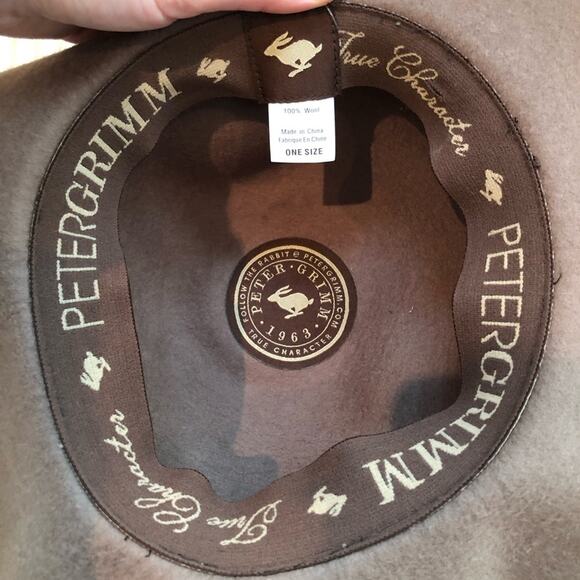 True Character
PETERGRIMM
PETERGRIMM
True Character
PETERGRIMM
100% Wool
Made in China
Fabriqué En Chine
ONE SIZE
FOLLOW THE RABBIT @ PETERGRIMM.COM
TRUE CHARACTER
PETER · GRIMM
· 1963 ·